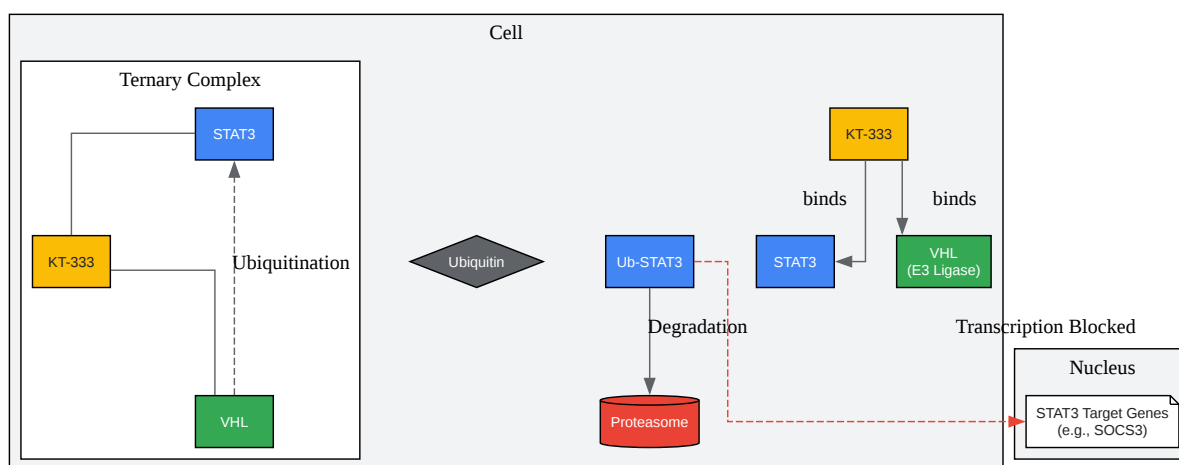 Cell
Ternary Complex
STAT3
KT-333
Ubiquitination
VHL
Ubiquitin
Ub-STAT3
Degradation
Proteasome
KT-333
binds
binds
STAT3
VHL
(E3 Ligase)
Transcription Blocked
Nucleus
STAT3 Target Genes
(e.g., SOCS3)